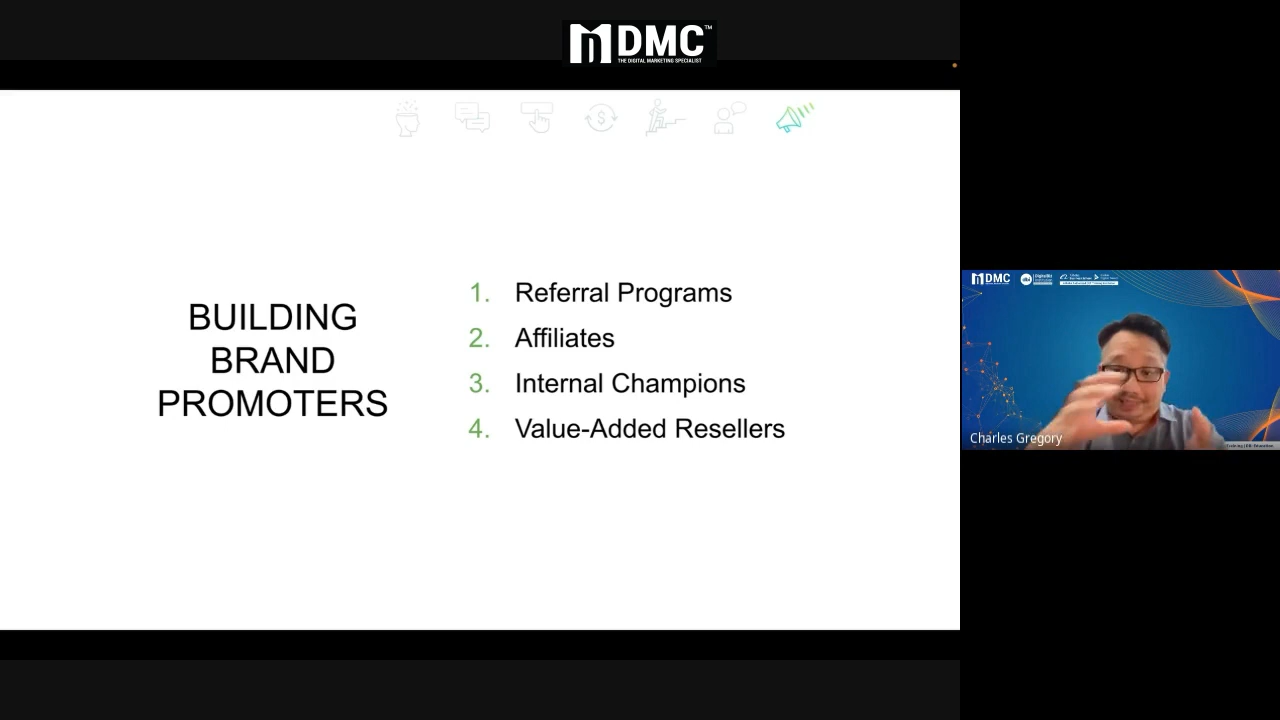 DMC™
THE DIGITAL MARKETING SPECIALIST
BUILDING
BRAND
PROMOTERS
1. Referral Programs
2. Affiliates
3. Internal Champions
4. Value-Added Resellers
DMC
Charles Gregory